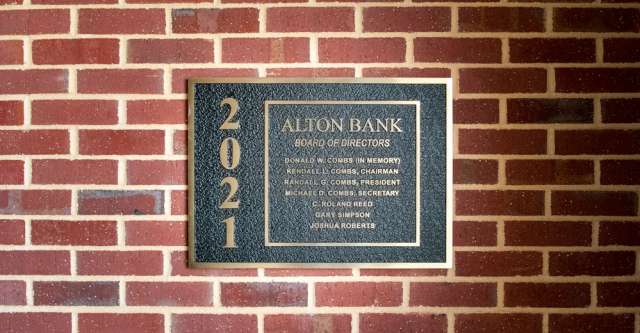 2021
ALTON BANK
BOARD OF DIRECTORS
DONALD W. COMBS (IN MEMORY)
KENDALL L. COMBS, CHAIRMAN
RANDALL G. COMBS, PRESIDENT
MICHAEL D. COMBS, SECRETARY
C. ROLAND REED
GARY SIMPSON
JOSHUA ROBERTS